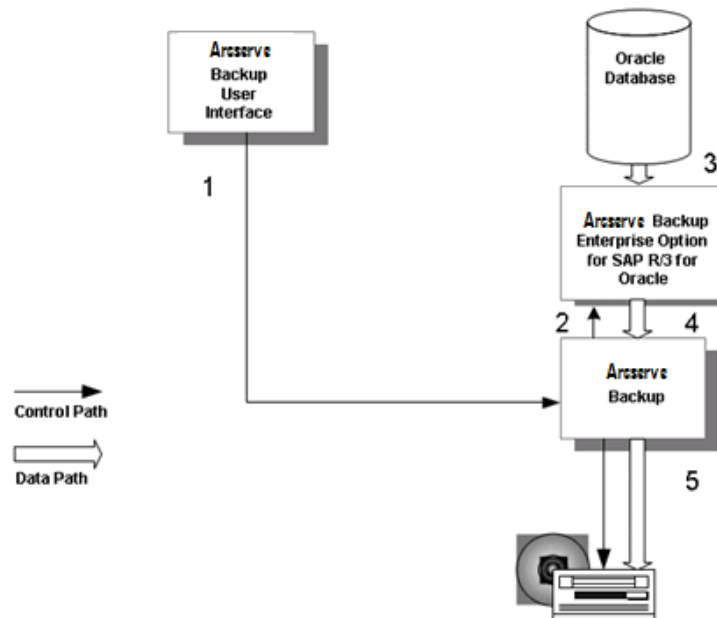 Arcserve
Backup
User
Interface
Oracle
Database
1
3
Arcserve Backup
Enterprise Option
for SAP R/3 for
Oracle
2
4
Arcserve
Backup
Control Path
Data Path
5